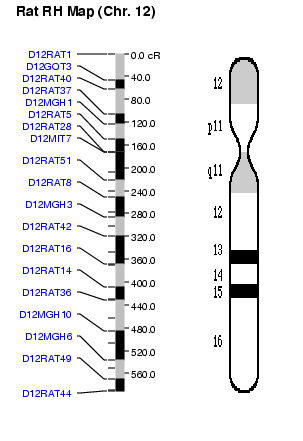 Rat RH Map (Chr. 12)
D12RAT1
D12GOT3
D12RAT40
D12RAT37
D12MGH1
D12RAT5
D12RAT28
D12MIT7
D12RAT51
D12RAT8
D12MGH3
D12RAT42
D12RAT16
D12RAT14
D12RAT36
D12MGH10
D12MGH6
D12RAT49
D12RAT44
0.0 cR
40.0
80.0
120.0
160.0
200.0
240.0
280.0
320.0
360.0
400.0
440.0
480.0
520.0
560.0
12
p11
q11
12
13
14
15
16